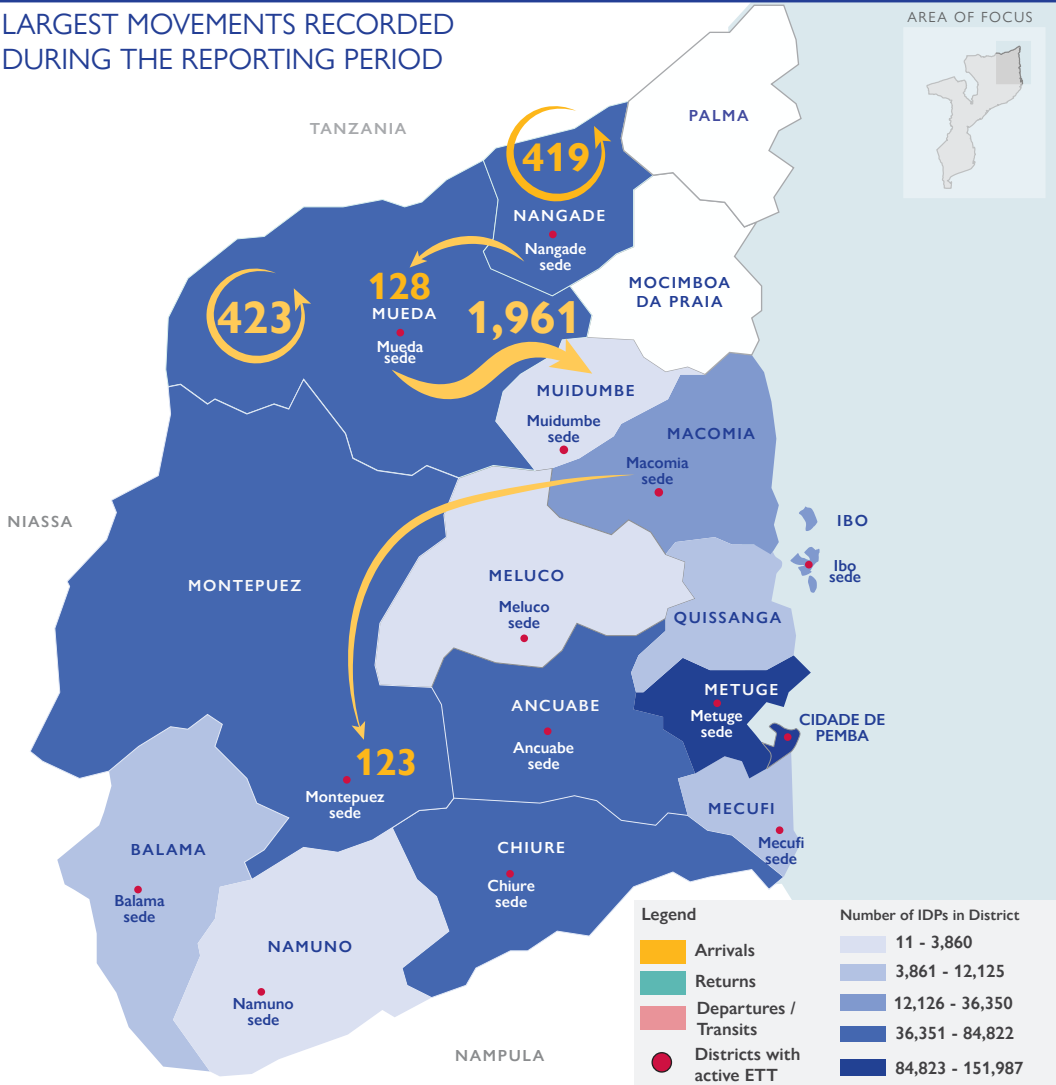 LARGEST MOVEMENTS RECORDED
DURING THE REPORTING PERIOD
AREA OF FOCUS
TANZANIA
PALMA
419
NANGADE
Nangade
sede
128
MUEDA
Mueda
sede
423
1,961
MOCIMBOA
DA PRAIA
MUIDUMBE
Muidumbe
sede
MACOMIA
Macomia
sede
NIASSA
IBO
Ibo
sede
MONTEPUEZ
MELUCO
Meluco
sede
QUISSANGA
METUGE
Metuge
sede
CIDADE DE
PEMBA
ANCUABE
Ancuabe
sede
123
Montepuez
sede
MECUFI
Mecufi
sede
BALAMA
Balama
sede
CHIURE
Chiure
sede
NAMUNO
Namuno
sede
NAMPULA
Legend
Arrivals
Returns
Departures /
Transits
Districts with
active ETT
Number of IDPs in District
11 - 3,860
3,861 - 12,125
12,126 - 36,350
36,351 - 84,822
84,823 - 151,987